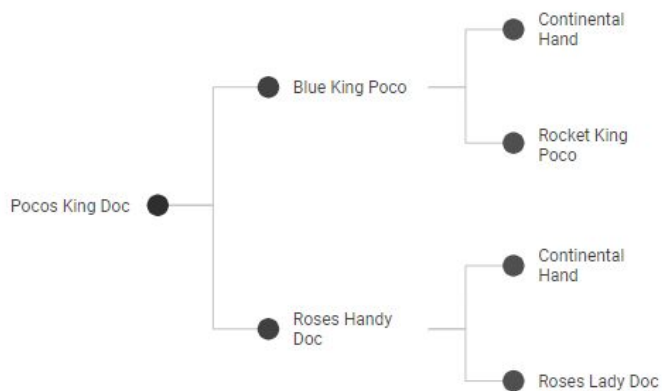 Continental
Hand
Blue King Poco
Rocket King
Poco
Pocos King Doc
Continental
Hand
Roses Handy
Doc
Roses Lady Doc